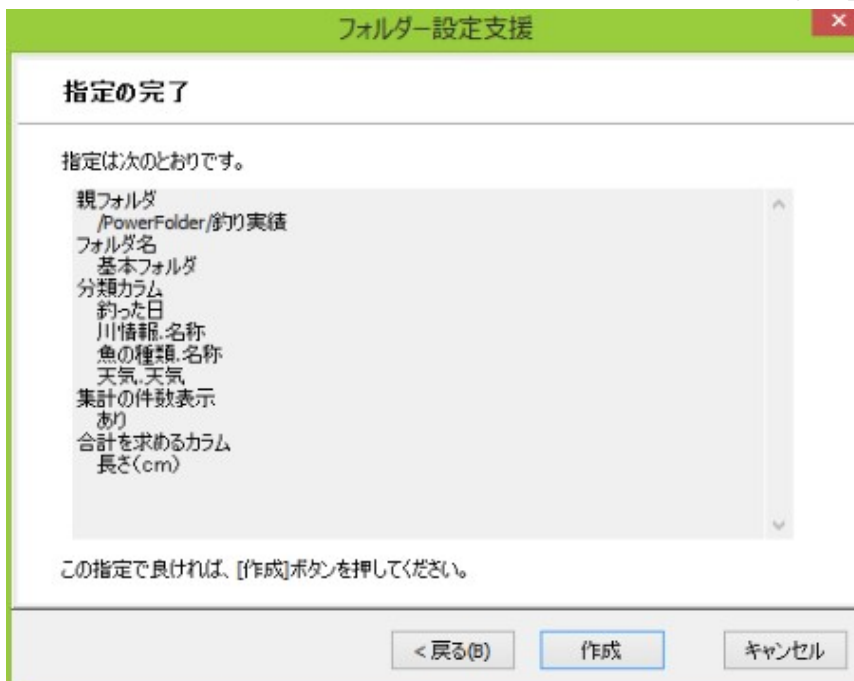 フォルダー設定支援
指定の完了
指定は次のとおりです。
親フォルダ
/PowerFolder/釣り実績
フォルダ名
基本フォルダ
分類カラム
釣った日
川情報.名称
魚の種類.名称
天気.天気
集計の件数表示
あり
合計を求めるカラム
長さ(cm)
この指定で良ければ、[作成]ボタンを押してください。
< 戻る(B) 作成 キャンセル